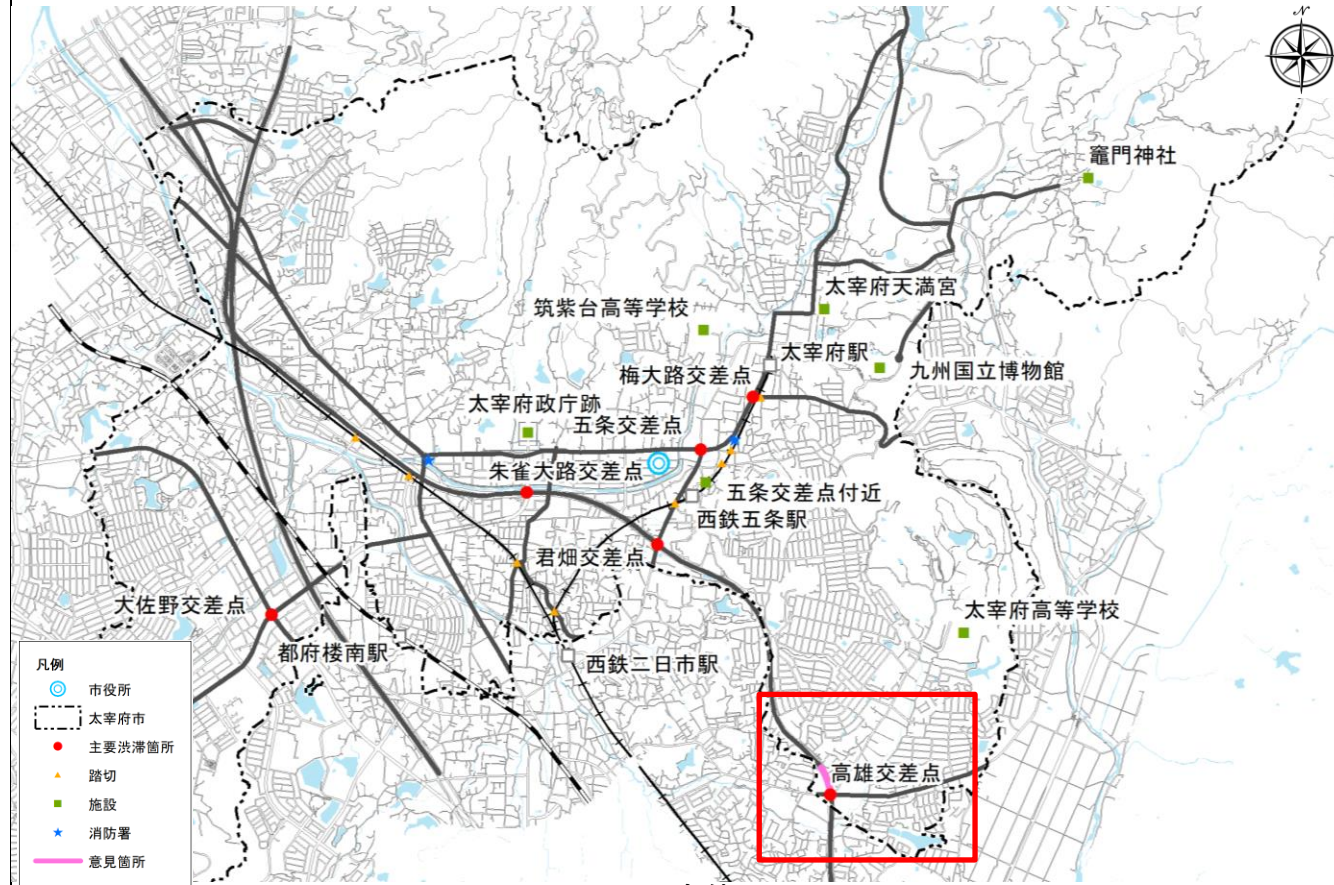 N
竈門神社
太宰府天満宮
筑紫台高等学校
太宰府駅
九州国立博物館
梅大路交差点
太宰府政庁跡
五条交差点
朱雀大路交差点
五条交差点付近
西鉄五条駅
君畑交差点
大佐野交差点
太宰府高等学校
都府楼南駅
西鉄二日市駅
高雄交差点
凡例
市役所
太宰府市
主要渋滞箇所
踏切
施設
消防署
意見箇所